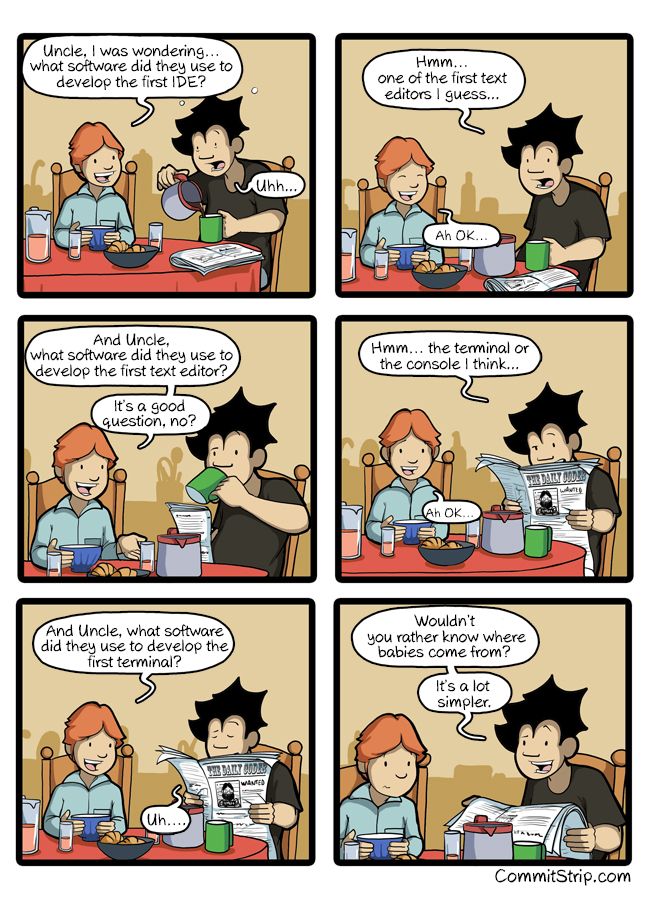 Uncle, I was wondering...
what software did they use to
develop the first IDE?
Uhh...
Hmm...
one of the first text
editors I guess...
Ah OK...
And Uncle,
what software did they use to
develop the first text editor?
It's a good
question, no?
Hmm... the terminal or
the console I think...
THE DAILY CODER
WANTED
Ah OK...
And Uncle, what software
did they use to develop the
first terminal?
THE DAILY CODER
WANTED
Uh....
Wouldn't
you rather know where
babies come from?
It's a lot
simpler.
CommitStrip.com